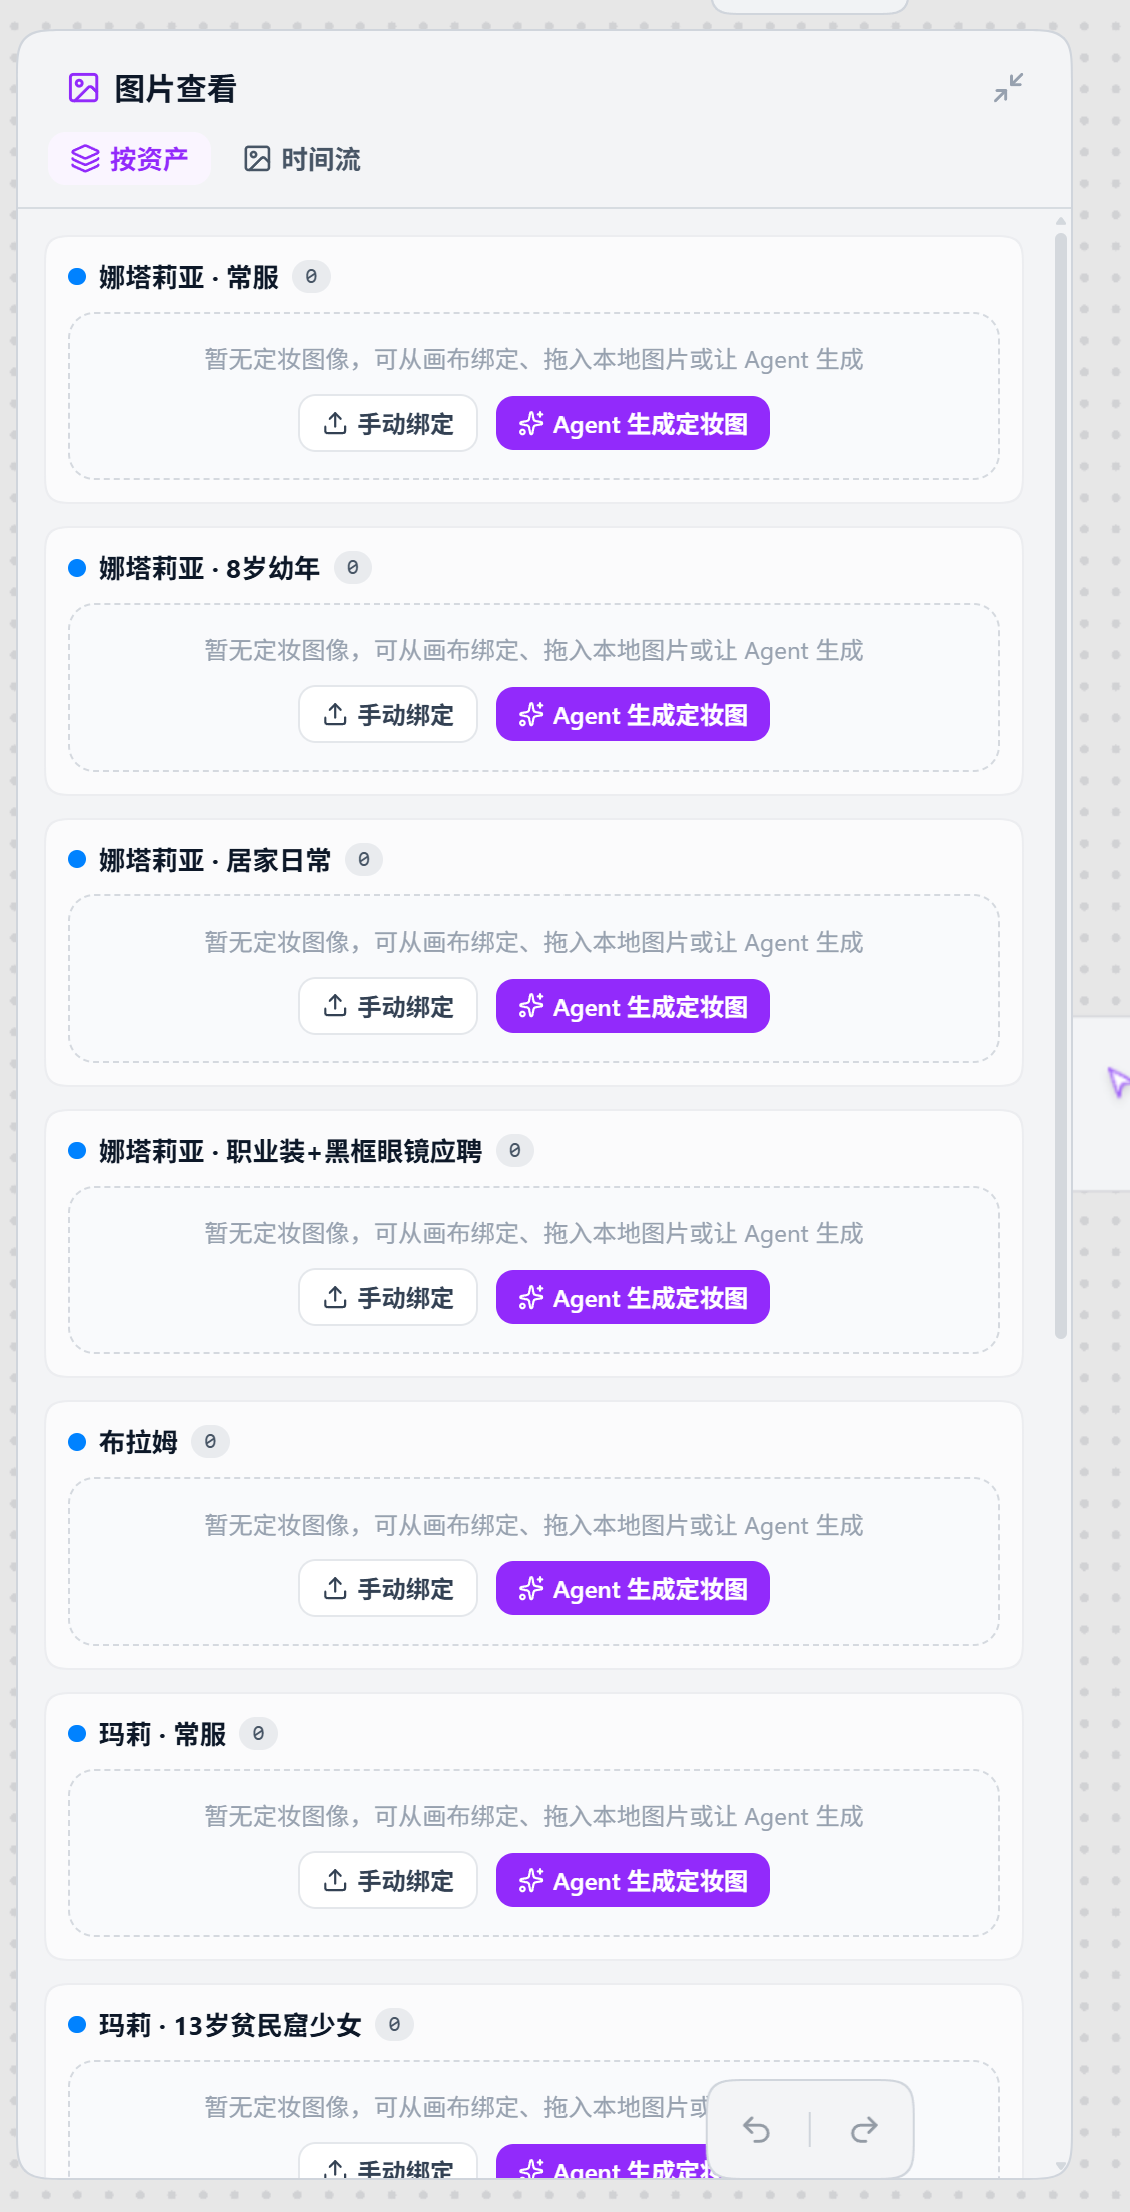 图片查看
按资产 时间流
娜塔莉亚 · 常服 0
暂无定妆图像，可从画布绑定、拖入本地图片或让 Agent 生成
手动绑定 Agent 生成定妆图
娜塔莉亚 · 8岁幼年 0
暂无定妆图像，可从画布绑定、拖入本地图片或让 Agent 生成
手动绑定 Agent 生成定妆图
娜塔莉亚 · 居家日常 0
暂无定妆图像，可从画布绑定、拖入本地图片或让 Agent 生成
手动绑定 Agent 生成定妆图
娜塔莉亚 · 职业装+黑框眼镜应聘 0
暂无定妆图像，可从画布绑定、拖入本地图片或让 Agent 生成
手动绑定 Agent 生成定妆图
布拉姆 0
暂无定妆图像，可从画布绑定、拖入本地图片或让 Agent 生成
手动绑定 Agent 生成定妆图
玛莉 · 常服 0
暂无定妆图像，可从画布绑定、拖入本地图片或让 Agent 生成
手动绑定 Agent 生成定妆图
玛莉 · 13岁贫民窟少女 0
暂无定妆图像，可从画布绑定、拖入本地图片或
手动绑定 Agent 生成定